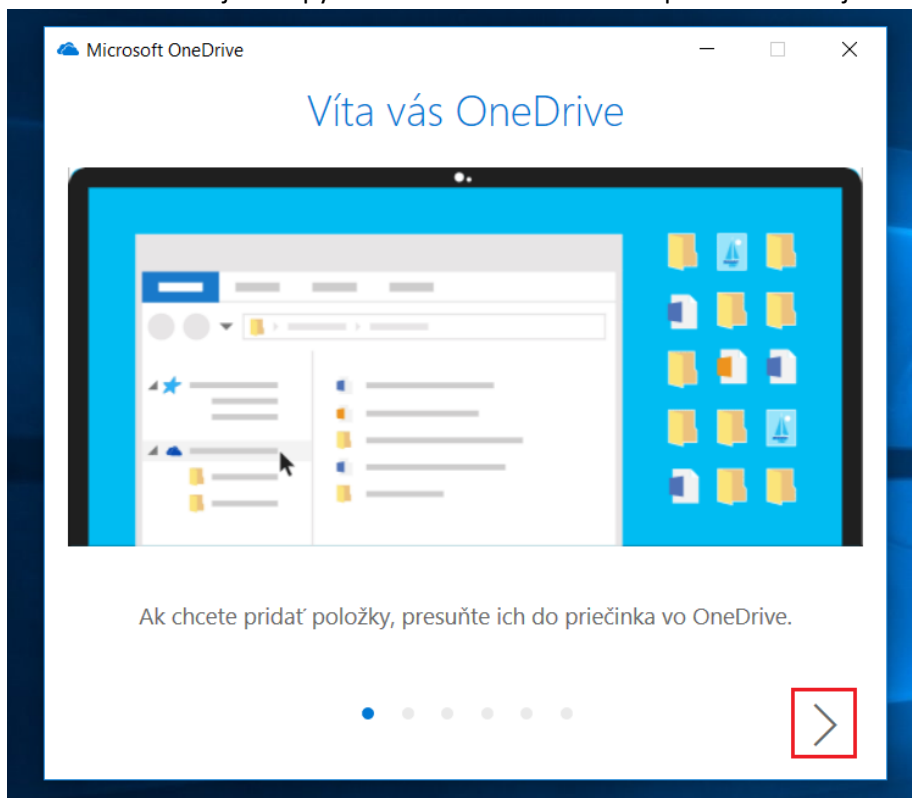 Microsoft OneDrive
Víta vás OneDrive
Ak chcete pridať položky, presuňte ich do priečinka vo OneDrive.